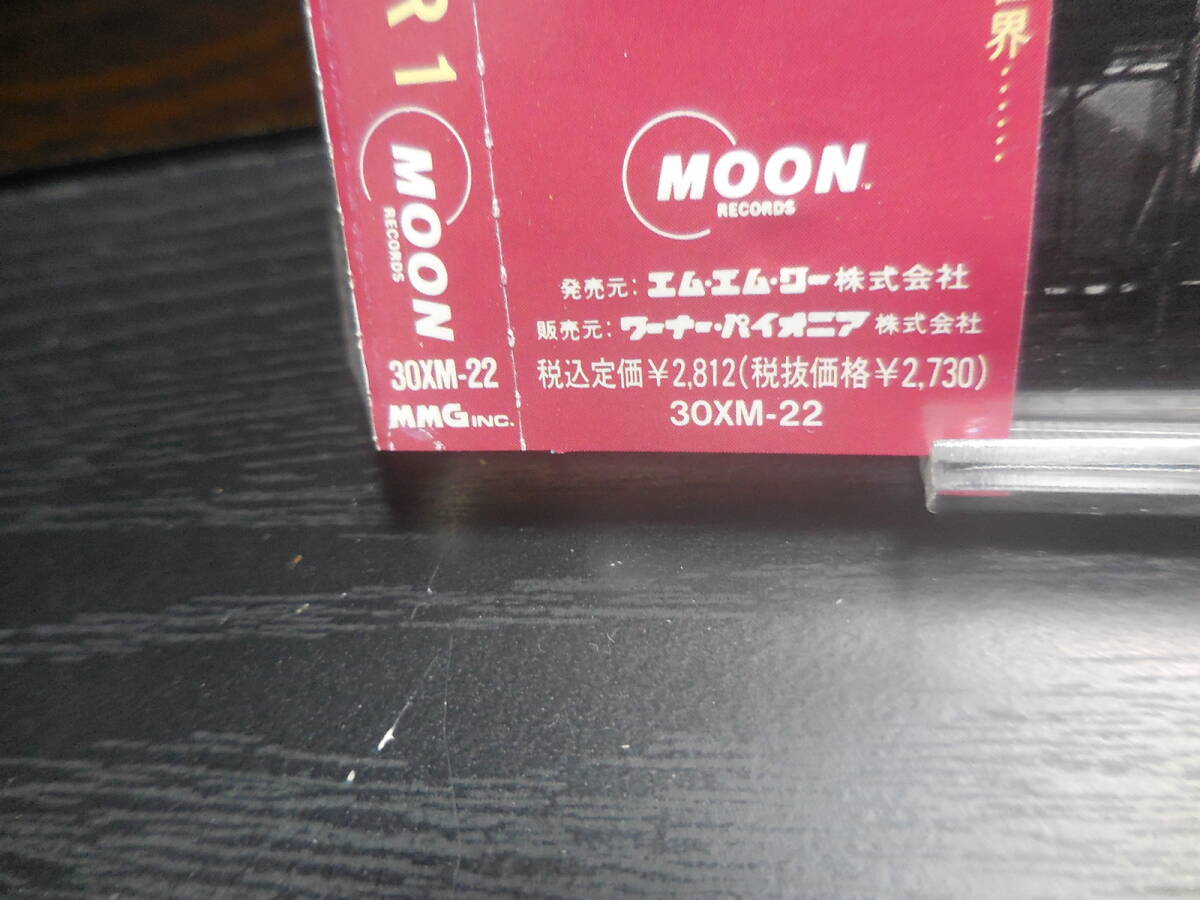 R 1
MOON
RECORDS
30XM-22
MMG INC.
界……
MOON
RECORDS
発売元:エム・エム・ジー株式会社
販売元:ワーナー・パイオニア株式会社
税込定価¥2,812(税抜価格¥2,730)
30XM-22